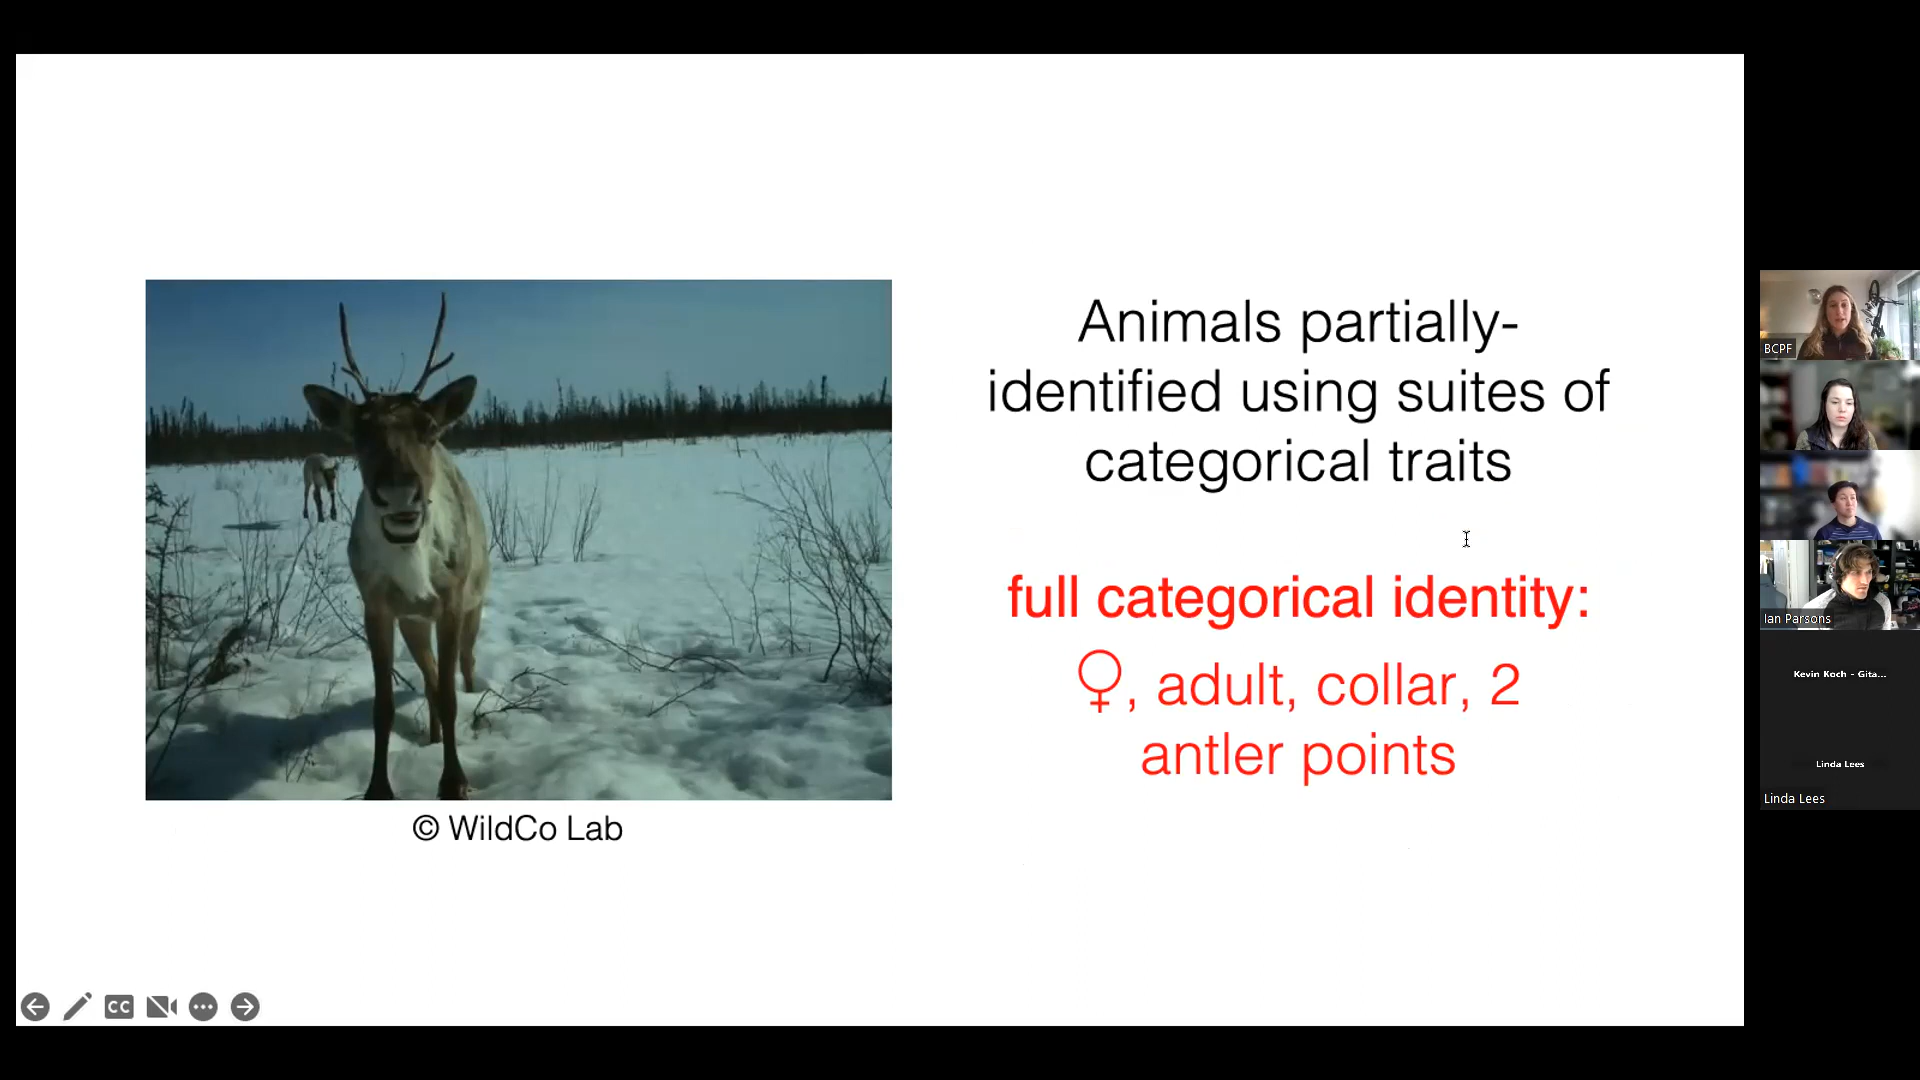 Animals partially-
identified using suites of
categorical traits
full categorical identity:
♀, adult, collar, 2
antler points
© WildCo Lab
CC
BCPF
Ian Parsons
Kevin Koch - Gita...
Linda Lees
Linda Lees